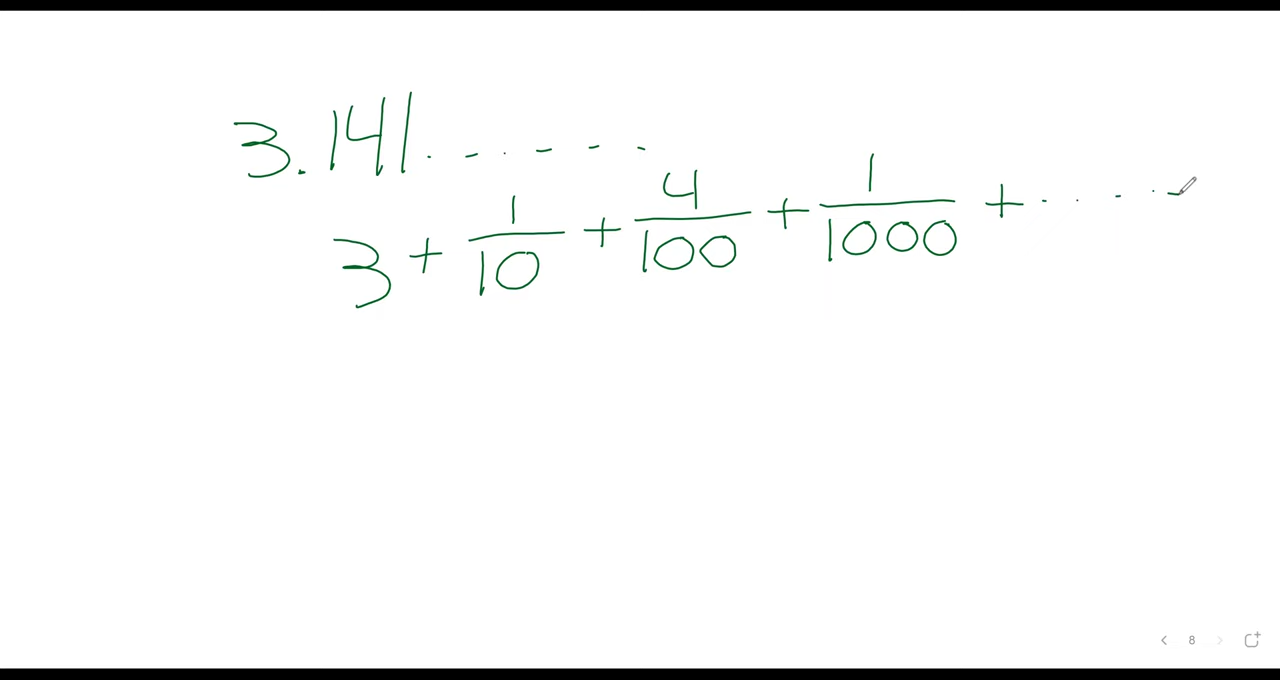 3.141.......
3 + 1/10 + 4/100 + 1/1000 + .....
8